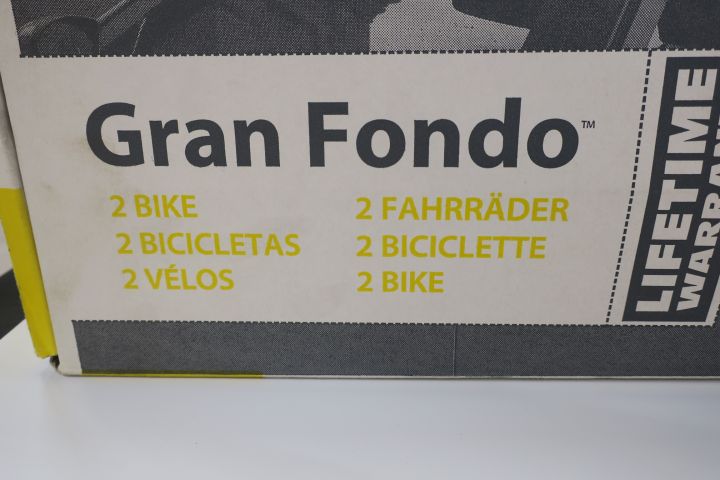 Gran Fondo™
2 BIKE
2 BICICLETAS
2 VÉLOS
2 FAHRRÄDER
2 BICICLETTE
2 BIKE
LIFETIME